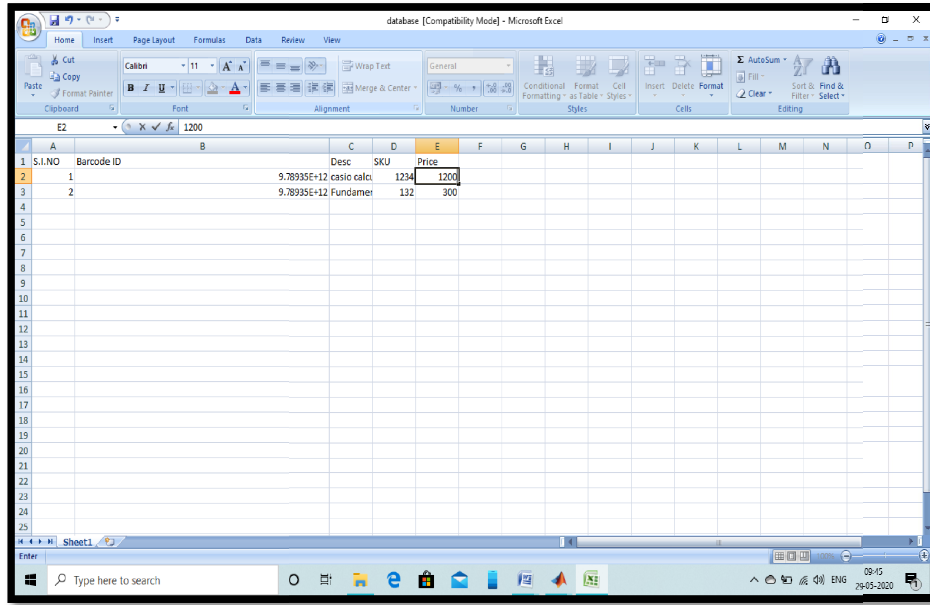 database [Compatibility Mode] - Microsoft Excel
Home Insert Page Layout Formulas Data Review View
Paste
Cut
Copy
Format Painter
Clipboard
Calibri 11 A A
B I U A
Font
Wrap Text
Merge & Center
Alignment
General
% ,
Number
Conditional Formatting
Format as Table
Cell Styles
Styles
Insert Delete Format
Cells
Σ AutoSum
Fill
Clear
Sort & Filter
Find & Select
Editing
E2 fx 1200
A B C D E F G H I J K L M N O P
1 S.I.NO Barcode ID Desc SKU Price
2 1 9.78935E+12 casio calcu 1234 1200
3 2 9.78935E+12 Fundamer 132 300
4
5
6
7
8
9
10
11
12
13
14
15
16
17
18
19
20
21
22
23
24
25
Sheet1
Enter 100%
Type here to search
ENG
09:45
29-05-2020